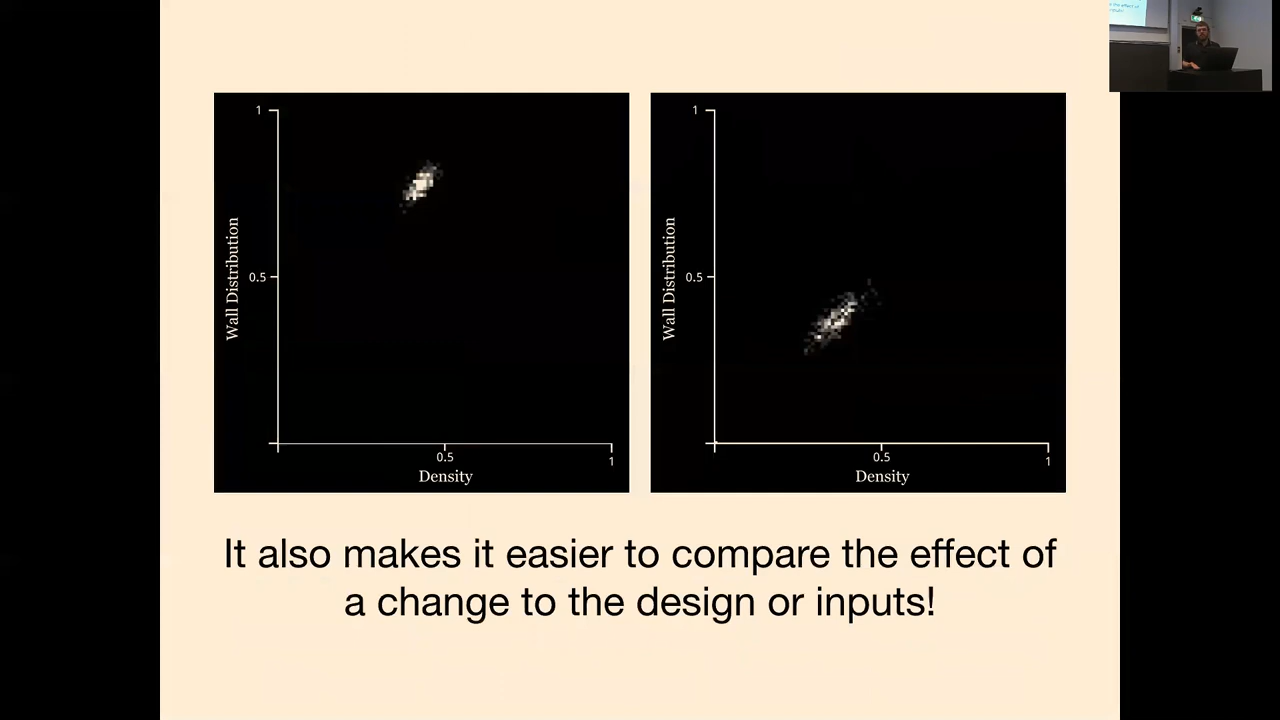 1
0.5
Wall Distribution
0.5
1
Density
1
0.5
Wall Distribution
0.5
1
Density
It also makes it easier to compare the effect of
a change to the design or inputs!